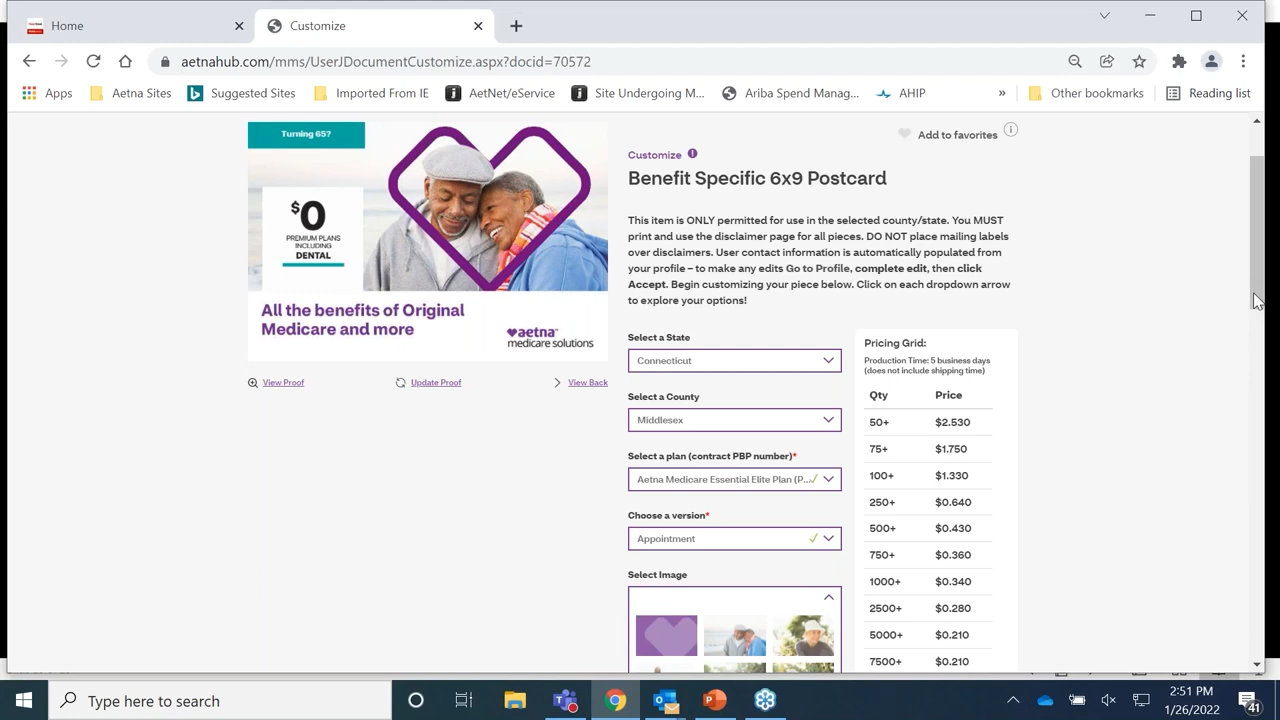 Home
Customize
aetnahub.com/mms/UserJDocumentCustomize.aspx?docid=70572
Apps
Aetna Sites
Suggested Sites
Imported From IE
AetNet/eService
Site Undergoing M...
Ariba Spend Manag...
AHIP
»
Other bookmarks
Reading list
Turning 65?
$0
PREMIUM PLANS
INCLUDING
DENTAL
All the benefits of Original
Medicare and more
aetna™
medicare solutions
View Proof
Update Proof
View Back
Add to favorites
Customize
Benefit Specific 6x9 Postcard
This item is ONLY permitted for use in the selected county/state. You MUST
print and use the disclaimer page for all pieces. DO NOT place mailing labels
over disclaimers. User contact information is automatically populated from
your profile – to make any edits Go to Profile, complete edit, then click
Accept. Begin customizing your piece below. Click on each dropdown arrow
to explore your options!
Select a State
Connecticut
Select a County
Middlesex
Select a plan (contract PBP number)*
Aetna Medicare Essential Elite Plan (P...
Choose a version*
Appointment
Select Image
Pricing Grid:
Production Time: 5 business days
(does not include shipping time)
Qty Price
50+ $2.530
75+ $1.750
100+ $1.330
250+ $0.640
500+ $0.430
750+ $0.360
1000+ $0.340
2500+ $0.280
5000+ $0.210
7500+ $0.210
Type here to search
2:51 PM
1/26/2022
41